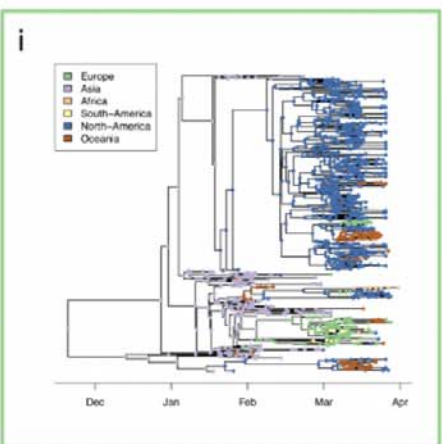 i
Europe
Asia
Africa
South-America
North-America
Oceania
Dec Jan Feb Mar Apr